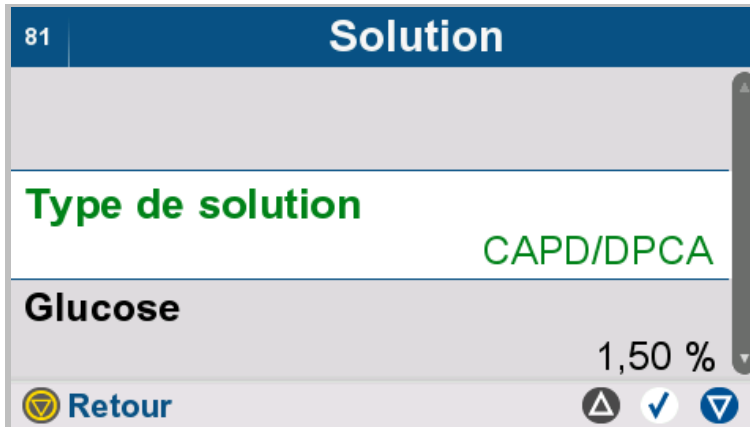 81
Solution
Type de solution
CAPD/DPCA
Glucose
1,50 %
Retour